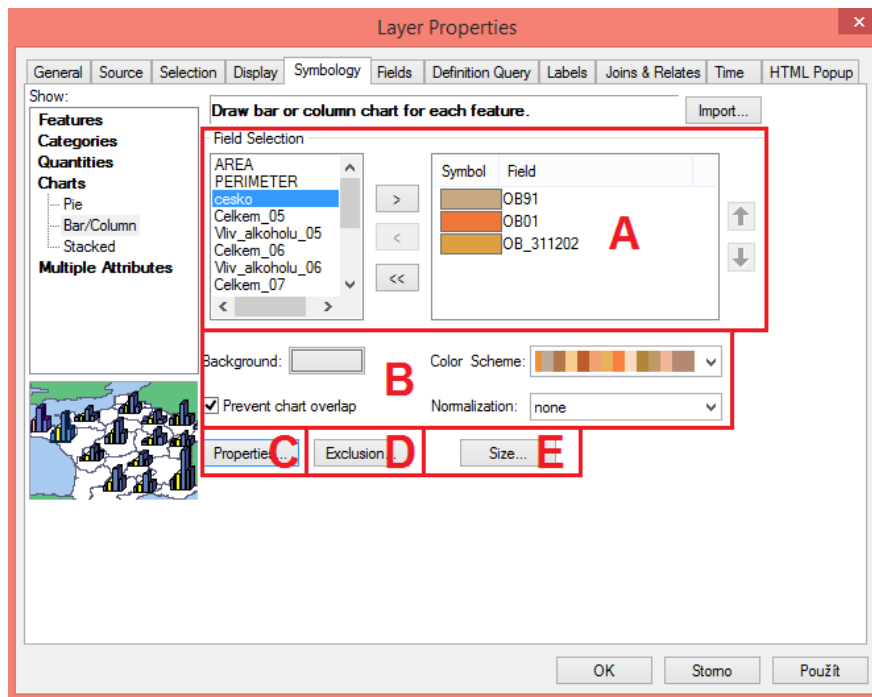 Layer Properties
×
General Source Selection Display Symbology Fields Definition Query Labels Joins & Relates Time HTML Popup
Show:
Features
Categories
Quantities
Charts
Pie
Bar/Column
Stacked
Multiple Attributes
Draw bar or column chart for each feature.
Import...
Field Selection
AREA
PERIMETER
cesko
Celkem_05
Vliv_alkoholu_05
Celkem_06
Vliv_alkoholu_06
Celkem_07
>
<
<<
Symbol Field
OB91
OB01
OB_311202
A
Background:
Color Scheme:
B
Prevent chart overlap
Normalization: none
Properties... C
Exclusion... D
Size... E
OK Storno Použít